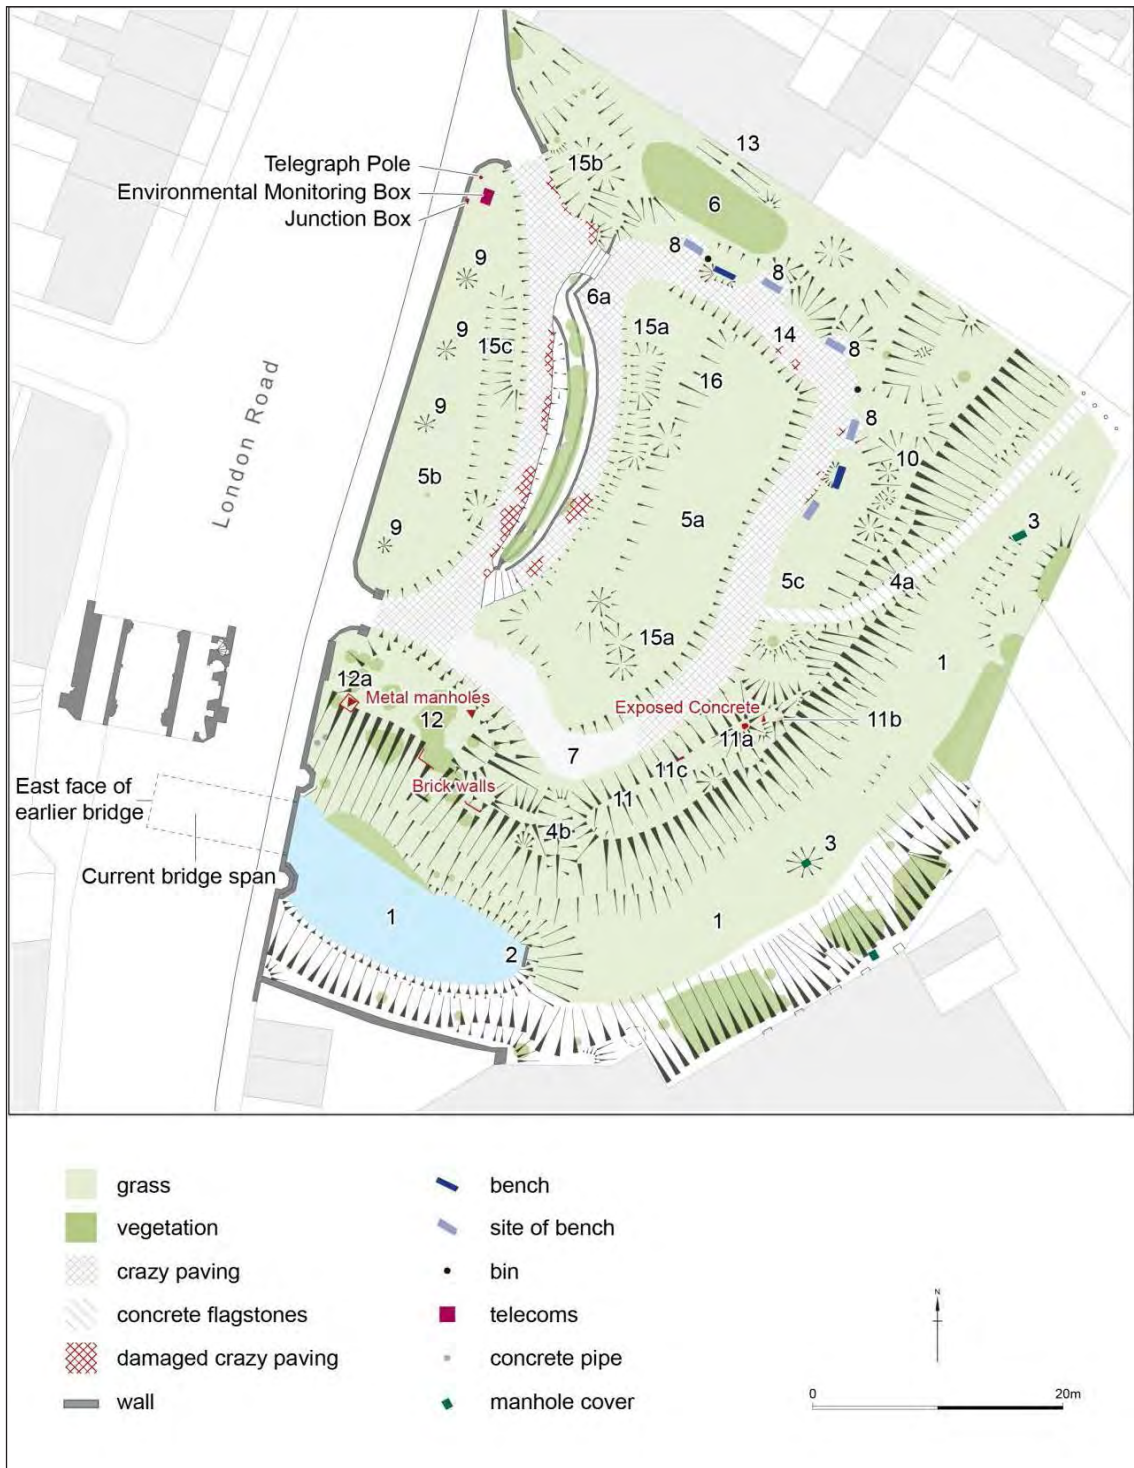 13
15b
Telegraph Pole
Environmental Monitoring Box
Junction Box
6
8
8
9
6a
9
15c
15a
14
8
16
London Road
9
8
10
5b
5a
3
9
5c
4a
15a
1
12a
Metal manholes
12
Exposed Concrete
11b
11a
7
11c
East face of
earlier bridge
Brick walls
11
4b
3
Current bridge span
1
1
2
grass
vegetation
crazy paving
concrete flagstones
damaged crazy paving
wall
bench
site of bench
bin
telecoms
concrete pipe
manhole cover
N
0
20m